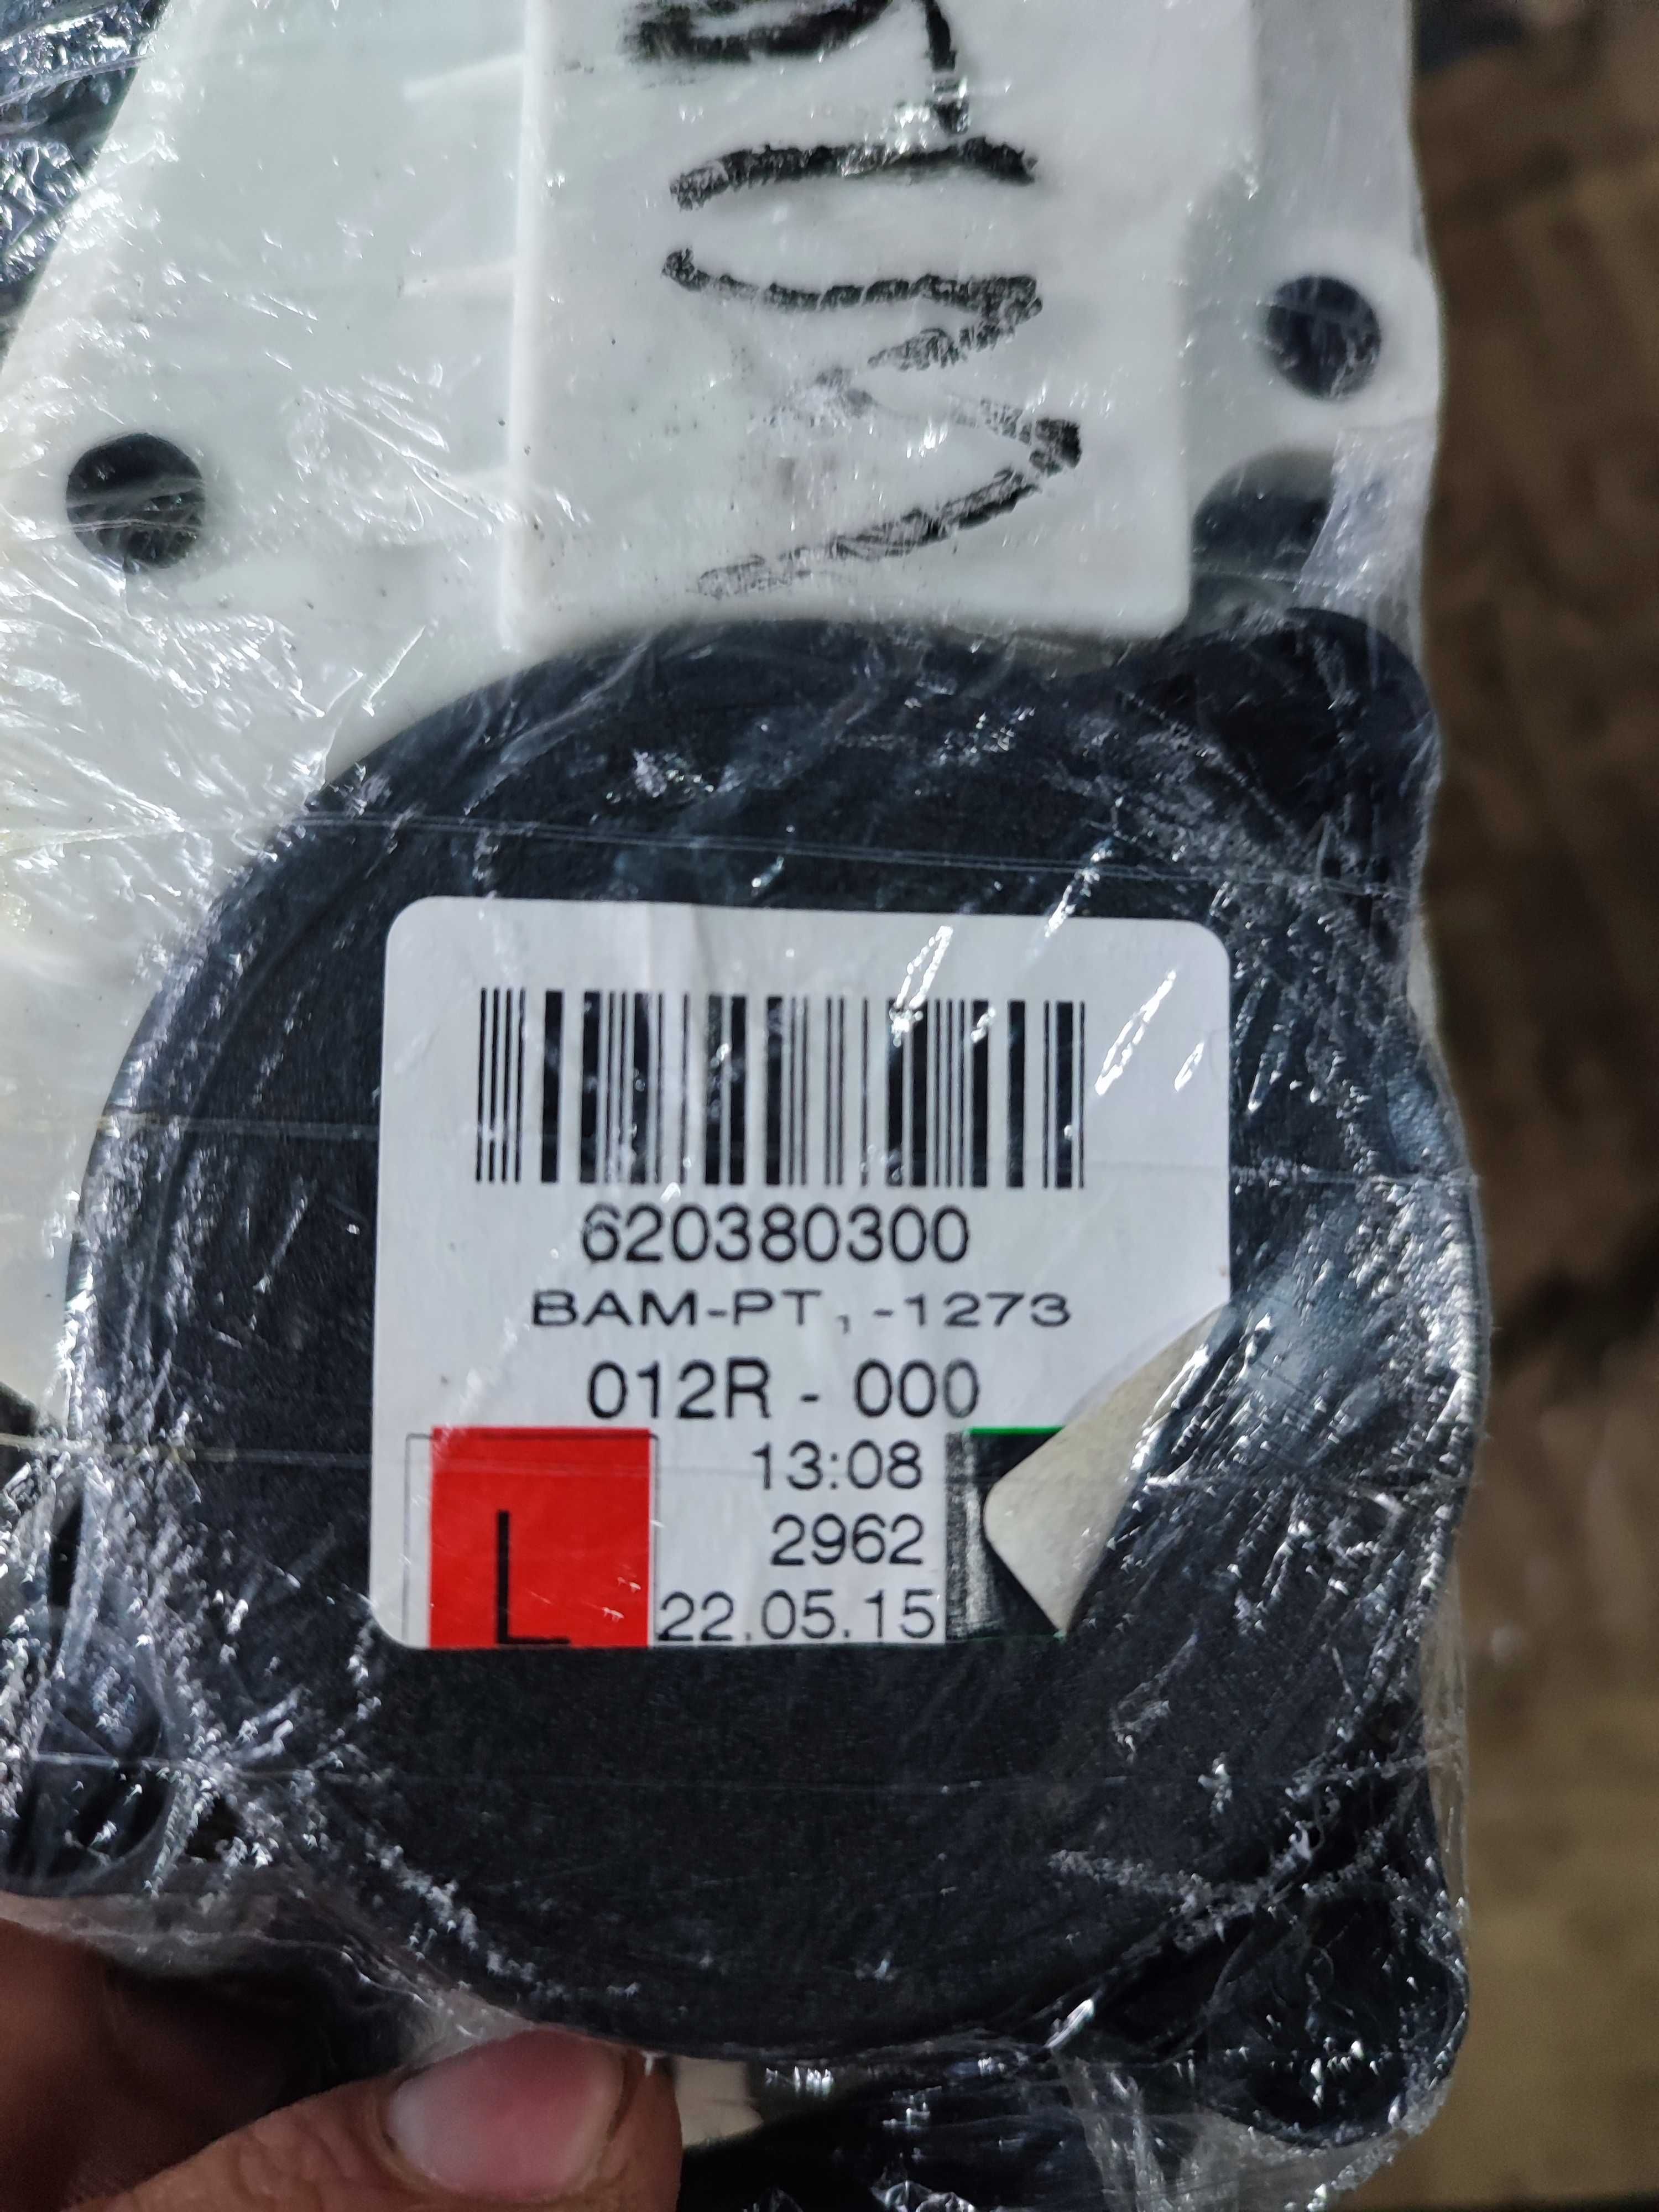 620380300
BAM-PT, -1273
012R - 000
13:08
L
2962
22.05.15